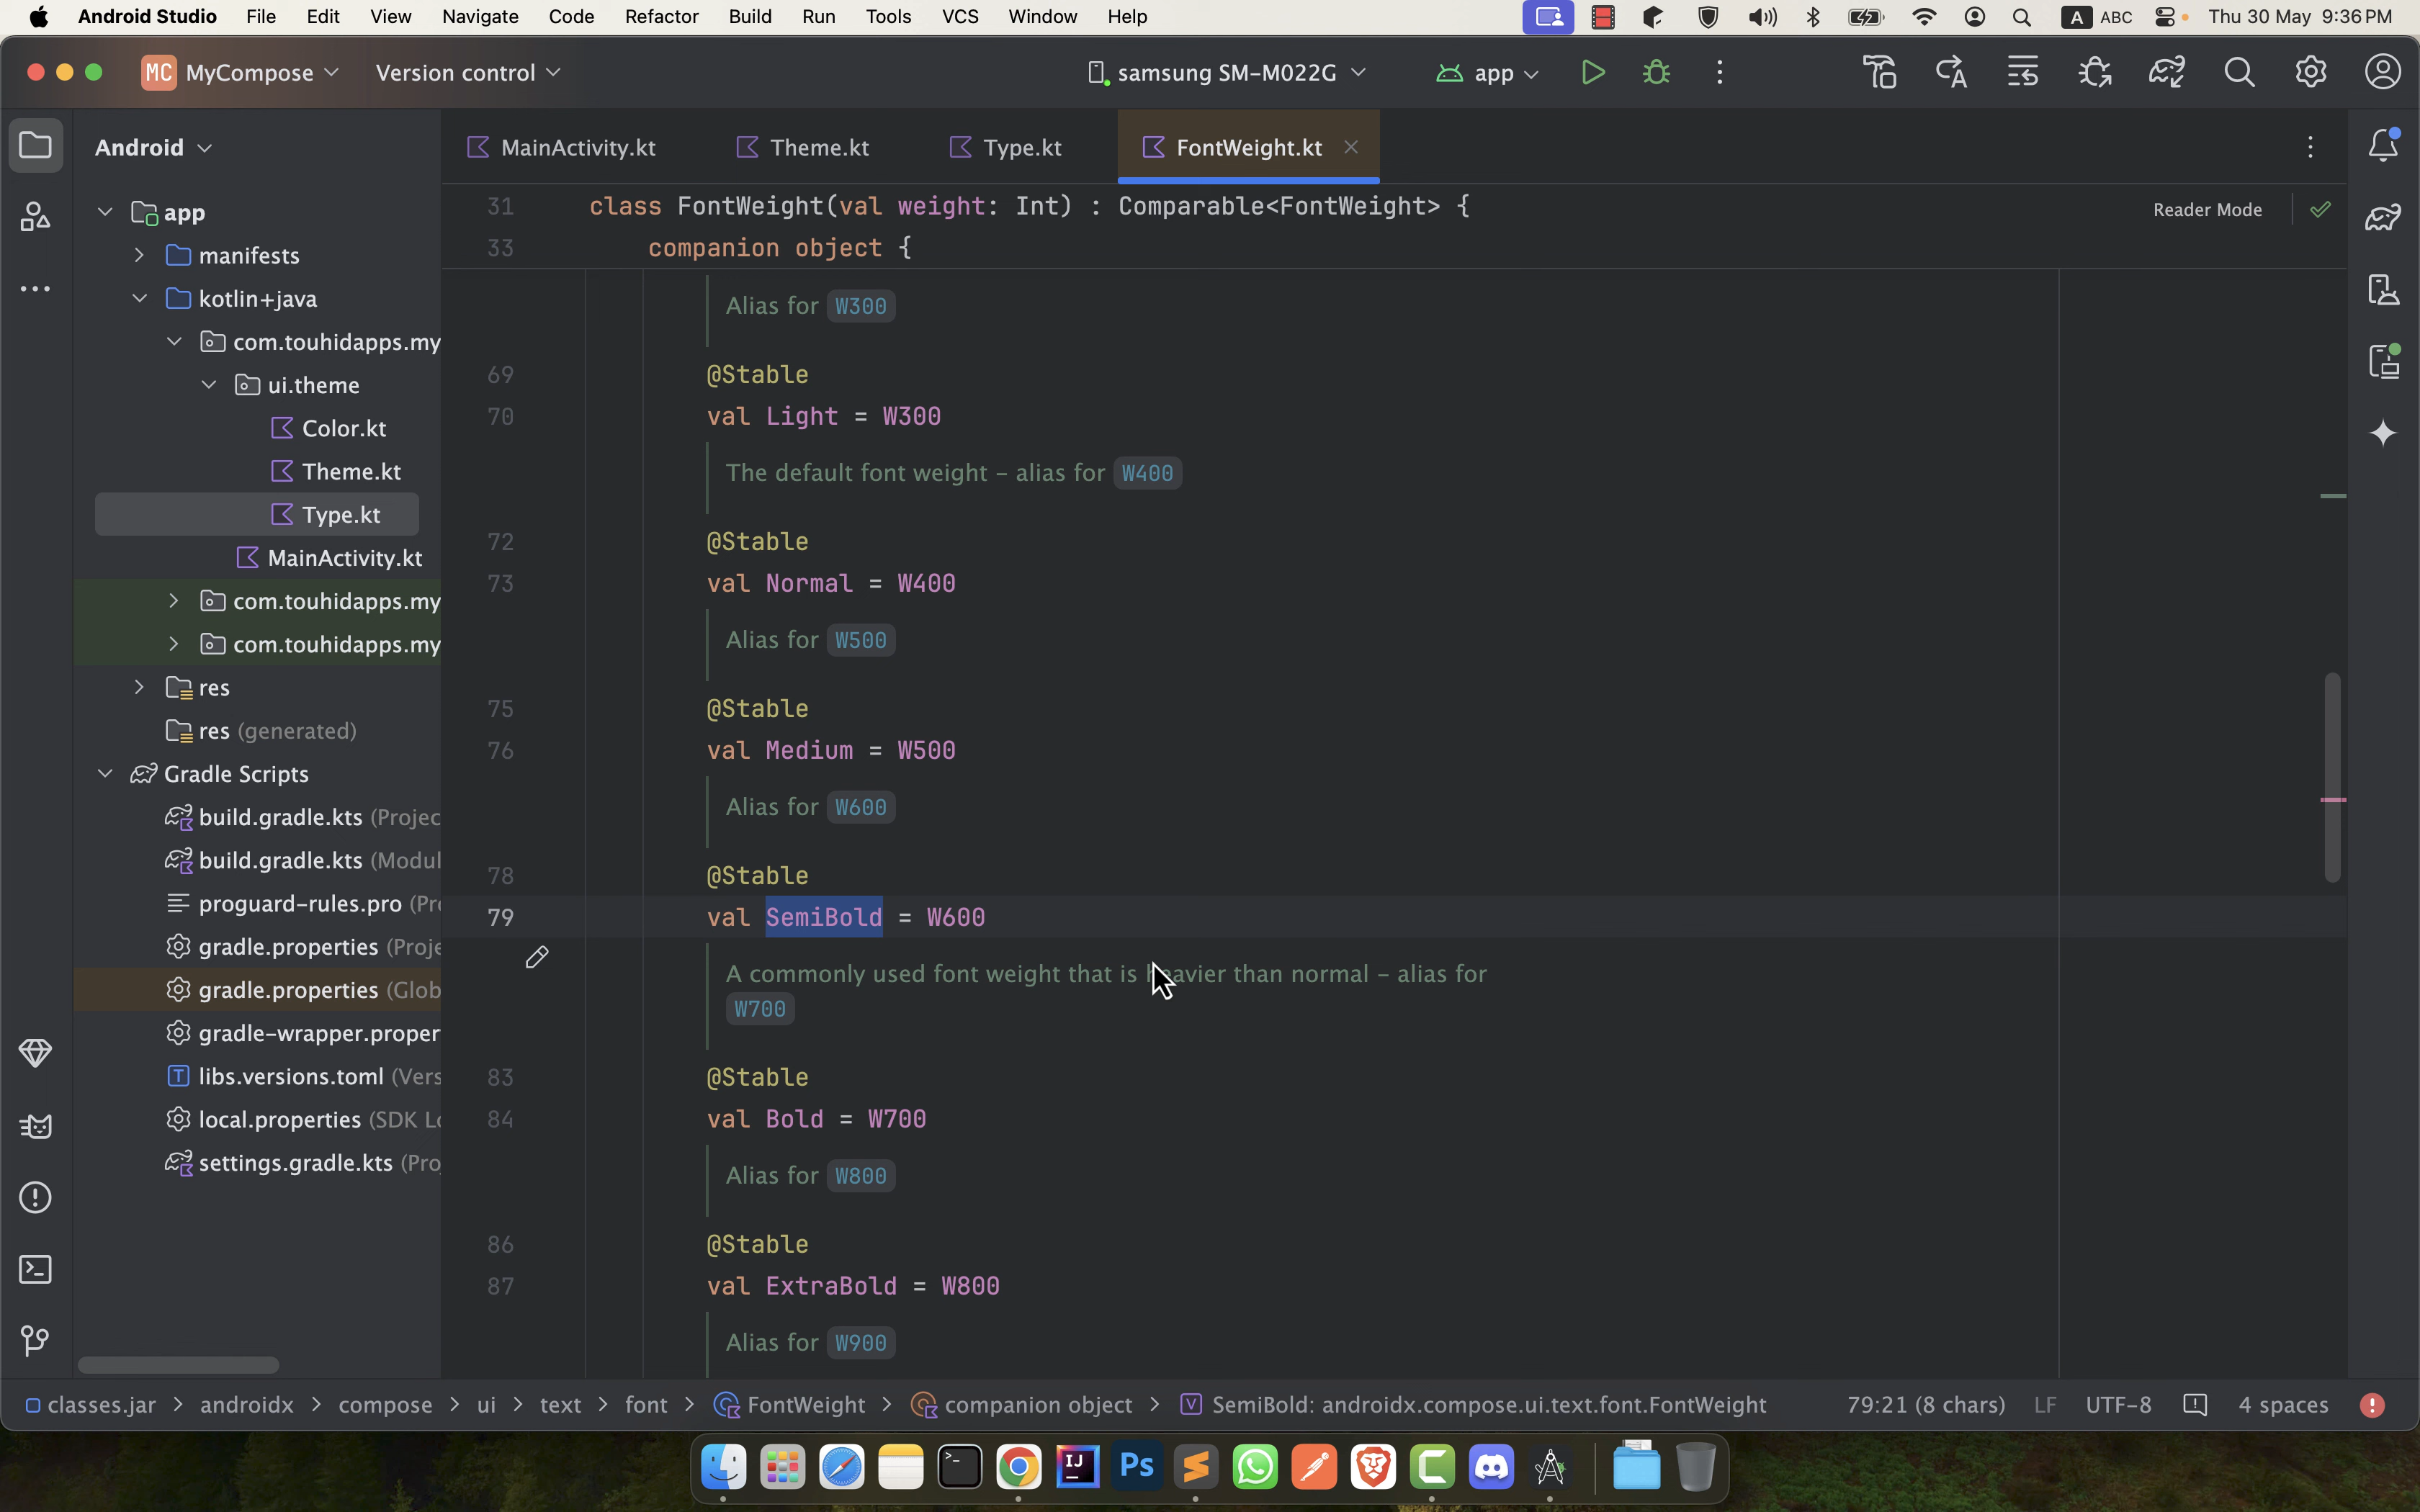 Android Studio File Edit View Navigate Code Refactor Build Run Tools VCS Window Help A ABC Thu 30 May 9:36 PM
MC MyCompose Version control samsung SM-M022G app
Android MainActivity.kt Theme.kt Type.kt FontWeight.kt
app
manifests
kotlin+java
com.touhidapps.my
ui.theme
Color.kt
Theme.kt
Type.kt
MainActivity.kt
com.touhidapps.my
com.touhidapps.my
res
res (generated)
Gradle Scripts
build.gradle.kts (Projec
build.gradle.kts (Modul
proguard-rules.pro (Pro
gradle.properties (Proje
gradle.properties (Glob
gradle-wrapper.proper
libs.versions.toml (Vers
local.properties (SDK Lo
settings.gradle.kts (Pro
31 class FontWeight(val weight: Int) : Comparable<FontWeight> {
Reader Mode
33 companion object {
Alias for W300
69 @Stable
70 val Light = W300
The default font weight – alias for W400
72 @Stable
73 val Normal = W400
Alias for W500
75 @Stable
76 val Medium = W500
Alias for W600
78 @Stable
79 val SemiBold = W600
A commonly used font weight that is heavier than normal – alias for
W700
83 @Stable
84 val Bold = W700
Alias for W800
86 @Stable
87 val ExtraBold = W800
Alias for W900
classes.jar > androidx > compose > ui > text > font > FontWeight > companion object > SemiBold: androidx.compose.ui.text.font.FontWeight 79:21 (8 chars) LF UTF-8 4 spaces
IJ Ps